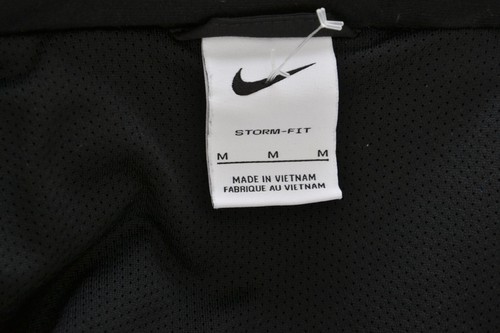 STORM-FIT
M M M
MADE IN VIETNAM
FABRIQUE AU VIETNAM